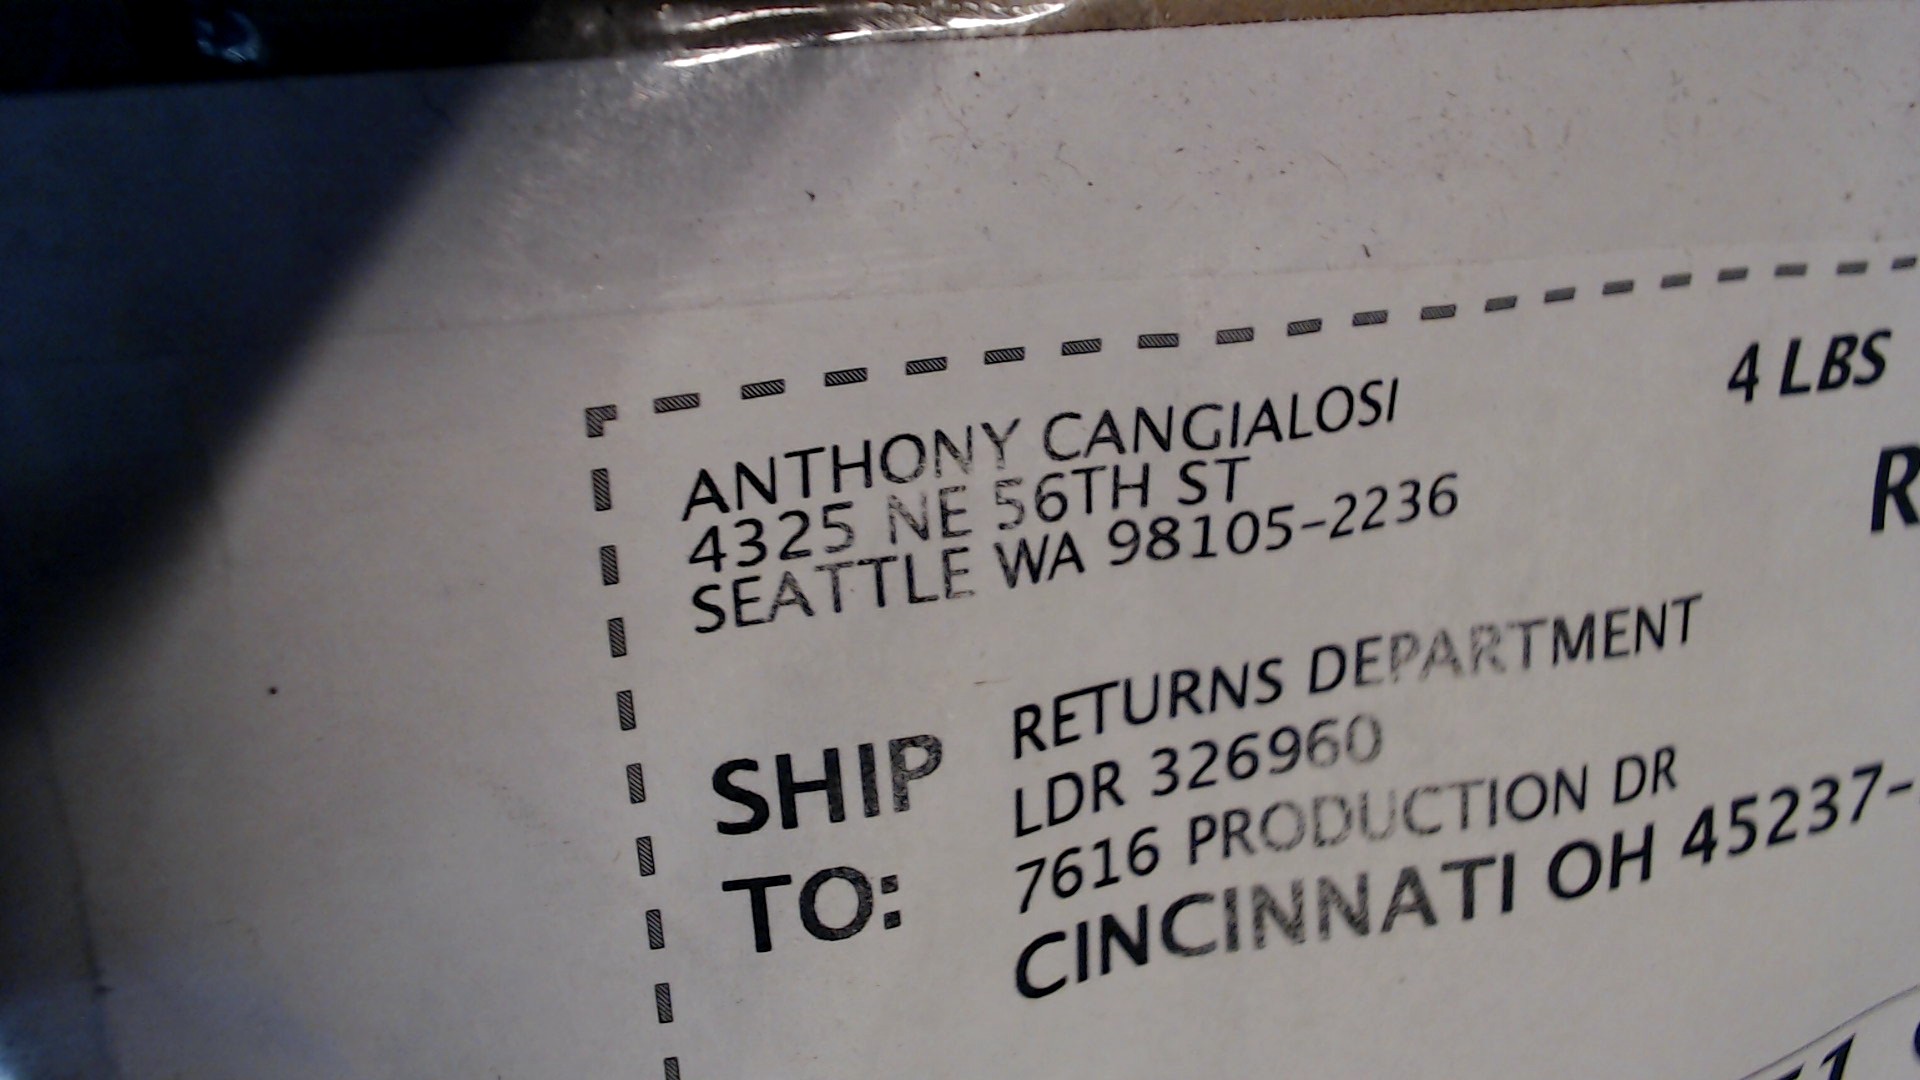 ANTHONY CANGIALOSI
4325 NE 56TH ST
SEATTLE WA 98105-2236
4 LBS
SHIP
TO:
RETURNS DEPARTMENT
LDR 326960
7616 PRODUCTION DR
CINCINNATI OH 45237-